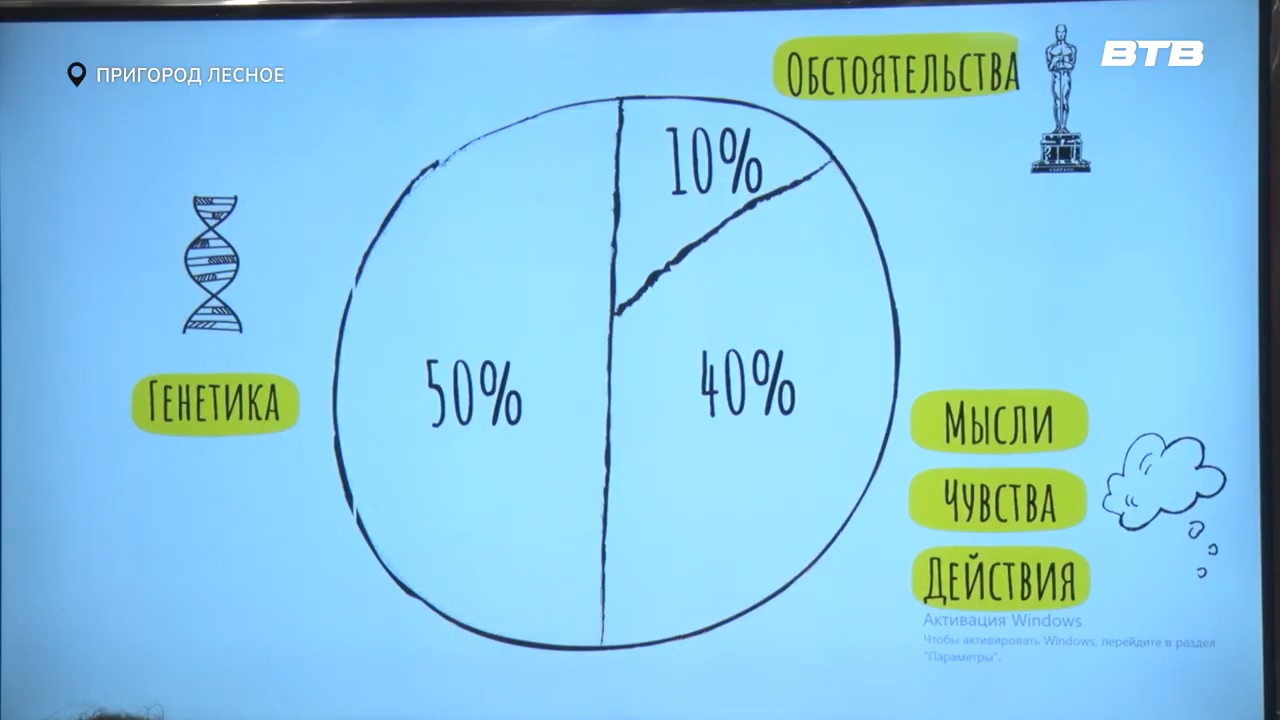 ПРИГОРОД ЛЕСНОЕ
ВТВ
ОБСТОЯТЕЛЬСТВА
10%
ГЕНЕТИКА
50%
40%
МЫСЛИ
ЧУВСТВА
ДЕЙСТВИЯ
Активация Windows
Чтобы активировать Windows, перейдите в раздел
"Параметры".